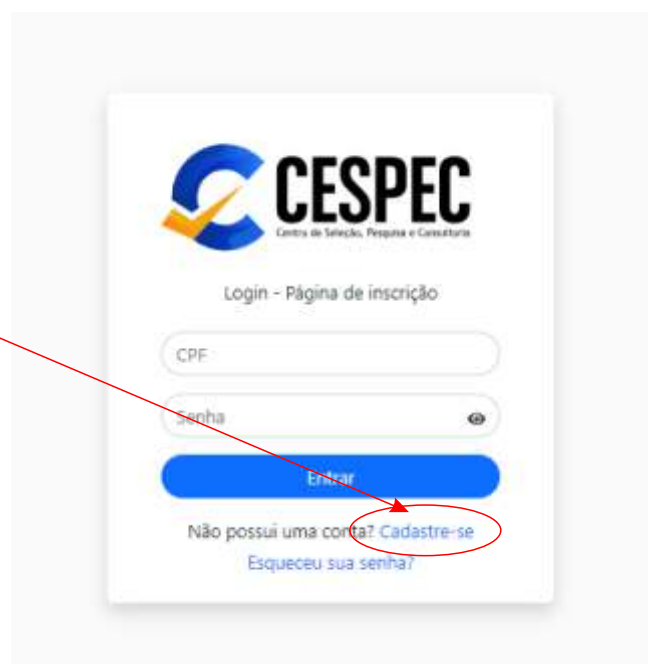 CESPEC
Centro de Seleção, Pesquisa e Consultoria
Login - Página de inscrição
CPF
Senha
Entrar
Não possui uma conta? Cadastre-se
Esqueceu sua senha?